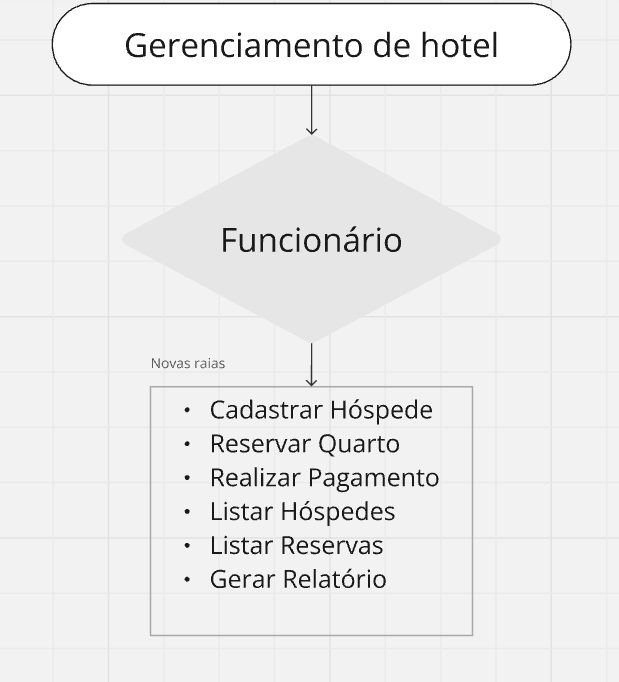 Gerenciamento de hotel
Funcionário
Novas raias
• Cadastrar Hóspede
• Reservar Quarto
• Realizar Pagamento
• Listar Hóspedes
• Listar Reservas
• Gerar Relatório